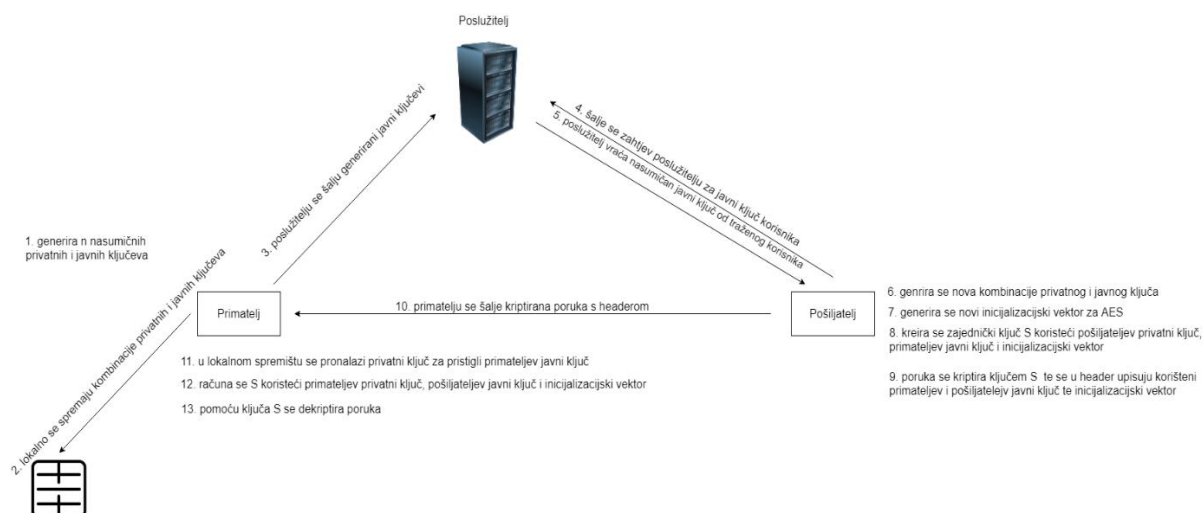 Poslužitelj
1. generira n nasumičnih
privatnih i javnih ključeva
2. lokalno se spremaju kombinacije privatnih i javnih ključeva
3. poslužitelju se šalju generirani javni ključevi
4. šalje se zahtjev poslužitelju za javni ključ korisnika
5. poslužitelj vraća nasumičan javni ključ od traženog korisnika
Primatelj
10. primatelju se šalje kriptirana poruka s headerom
Pošiljatelj
6. genrira se nova kombinacije privatnog i javnog ključa
7. generira se novi inicijalizacijski vektor za AES
8. kreira se zajednički ključ S koristeći pošiljateljev privatni ključ,
primateljev javni ključ i inicijalizacijski vektor
9. poruka se kriptira ključem S te se u header upisuju korišteni
primateljev i pošiljatelejv javni ključ te inicijalizacijski vektor
11. u lokalnom spremištu se pronalazi privatni ključ za pristigli primateljev javni ključ
12. računa se S koristeći primateljev privatni ključ, pošiljateljev javni ključ i inicijalizacijski vektor
13. pomoću ključa S se dekriptira poruka